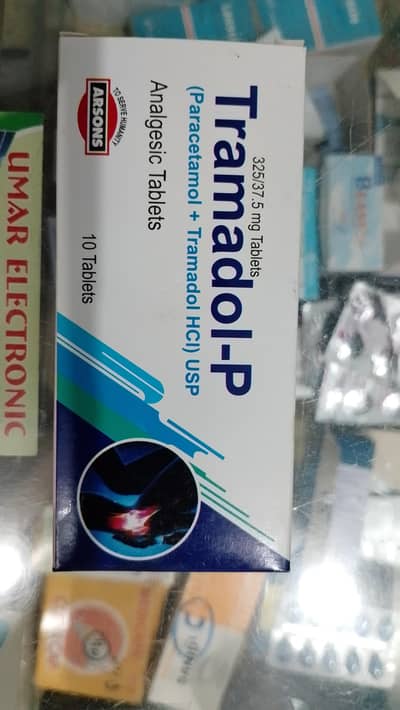 325/37.5 mg Tablets
Tramadol-P
(Paracetamol + Tramadol HCl) USP
Analgesic Tablets
TO SERVE HUMANITY
ARSONS
10 Tablets
UMAR ELECTRONIC